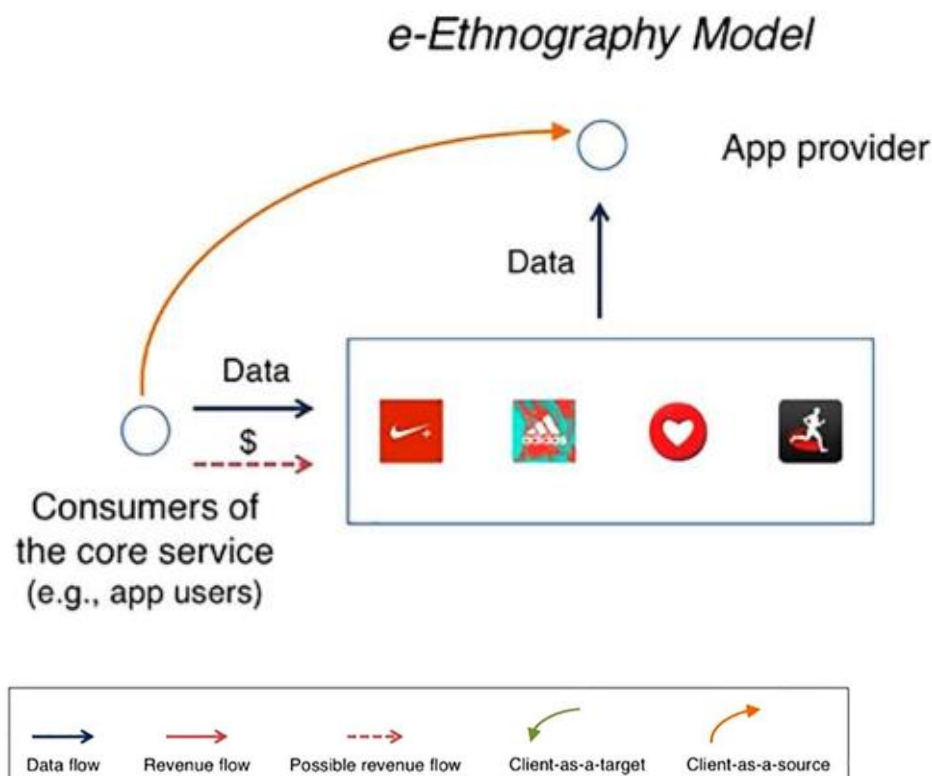 e-Ethnography Model
App provider
Data
Data
$
adidas
Consumers of
the core service
(e.g., app users)
Data flow
Revenue flow
Possible revenue flow
Client-as-a-target
Client-as-a-source